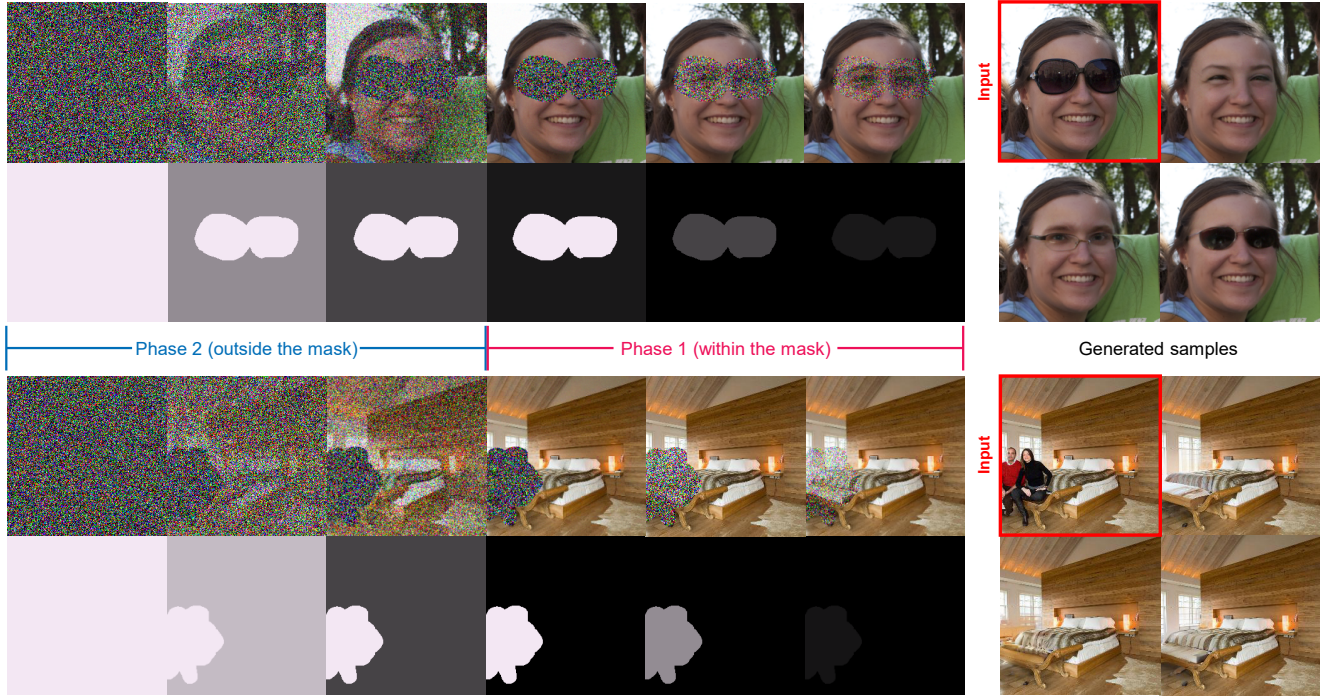 Input
Phase 2 (outside the mask)
Phase 1 (within the mask)
Generated samples
Input